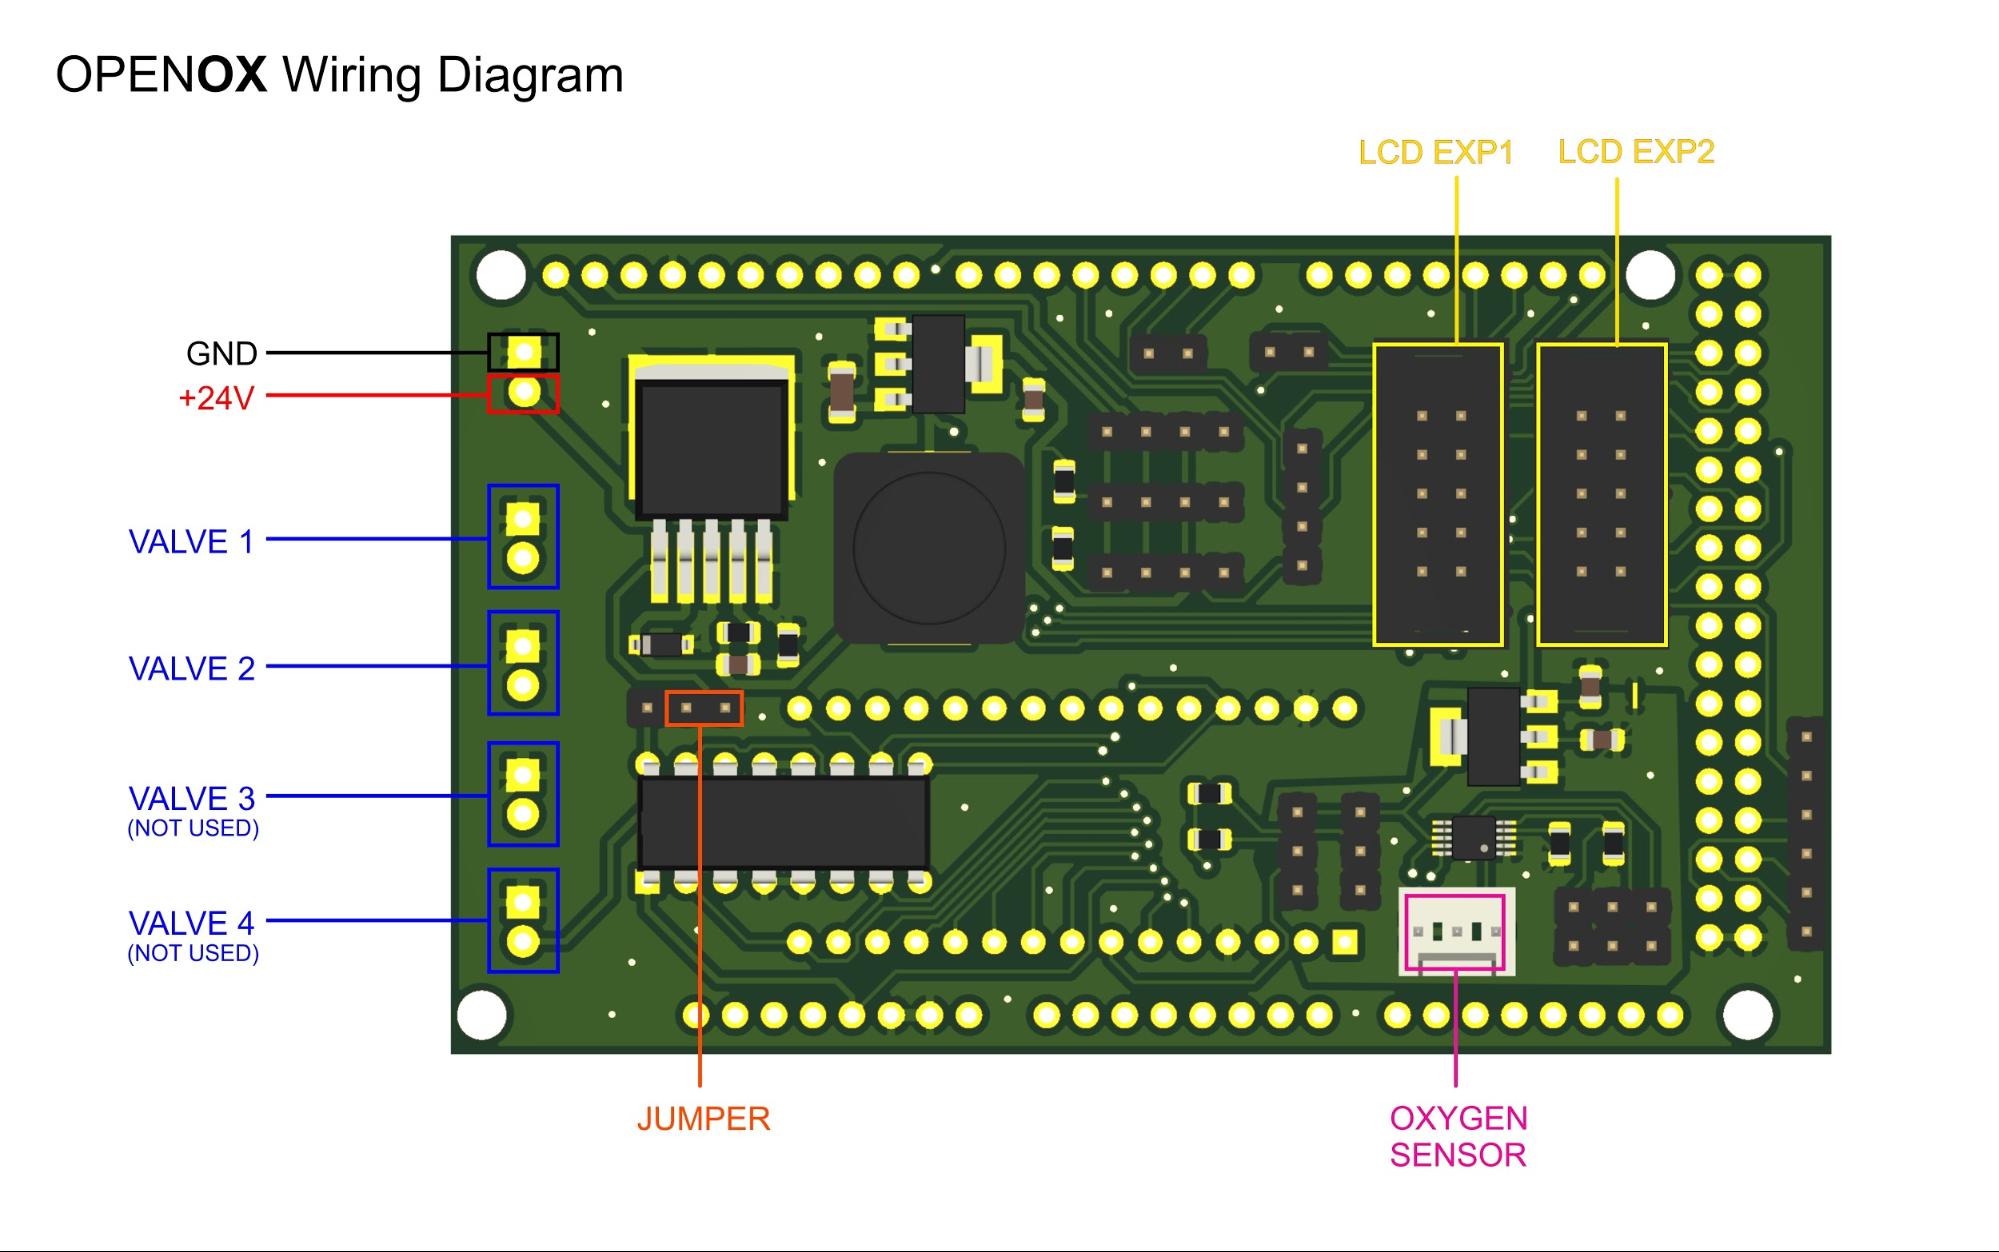 OPENOX Wiring Diagram
LCD EXP1
LCD EXP2
GND
+24V
VALVE 1
VALVE 2
VALVE 3
(NOT USED)
VALVE 4
(NOT USED)
JUMPER
OXYGEN
SENSOR